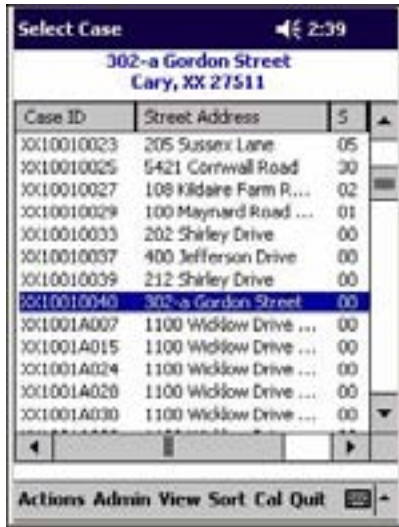 Select Case 2:39
302-a Gordon Street
Cary, XX 27511
Case ID Street Address S
XX10010023 205 Sussex Lane 05
XX10010025 5421 Cornwall Road 30
XX10010027 108 Kildaire Farm R... 02
XX10010029 100 Maynard Road ... 01
XX10010033 202 Shirley Drive 00
XX10010037 400 Jefferson Drive 00
XX10010039 212 Shirley Drive 00
XX10010040 302-a Gordon Street 00
XX1001A007 1100 Wicklow Drive ... 00
XX1001A015 1100 Wicklow Drive ... 00
XX1001A024 1100 Wicklow Drive ... 00
XX1001A028 1100 Wicklow Drive ... 00
XX1001A030 1100 Wicklow Drive ... 00
Actions Admin View Sort Cal Quit